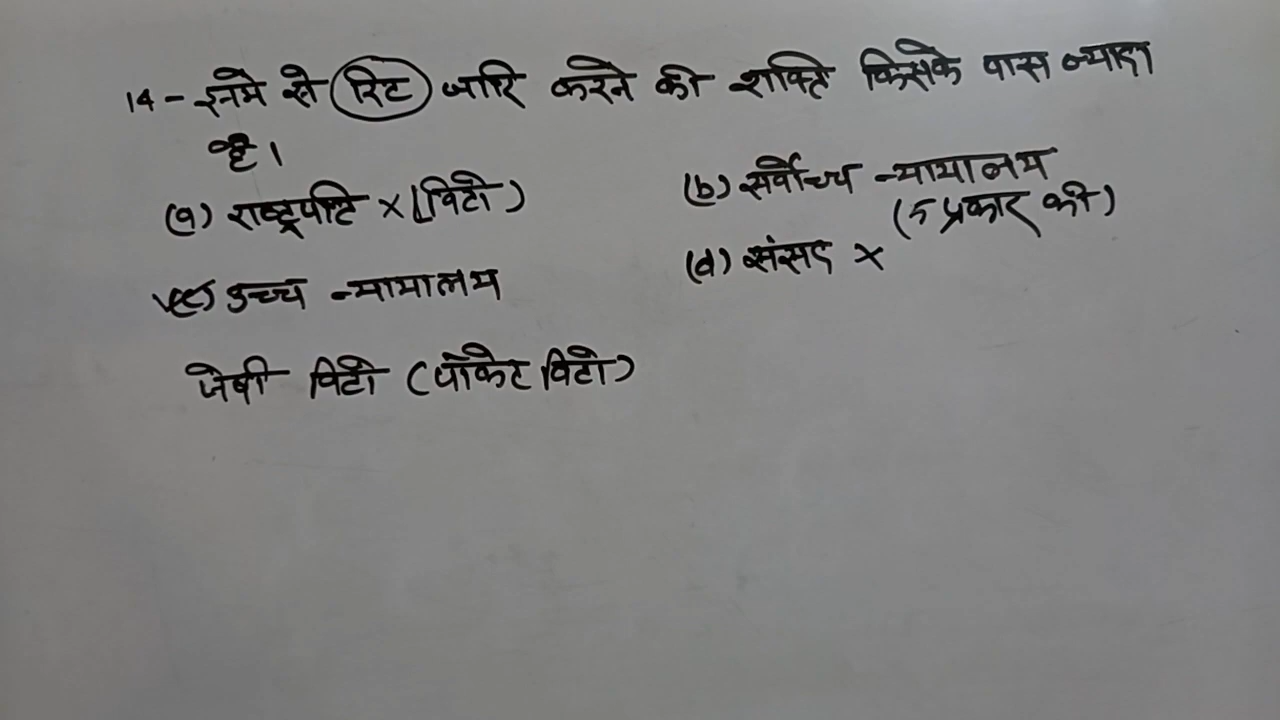 14- इनमे से रिट जारि करने की शक्ति किसके पास ज्यादा
है।
(a) राष्ट्रपति × (विटो)
(b) सर्वोच्च न्यायालय
(5 प्रकार की)
(c) उच्च न्यायालय
(d) संसद ×
जेबी विटो (पॉकेट विटो)